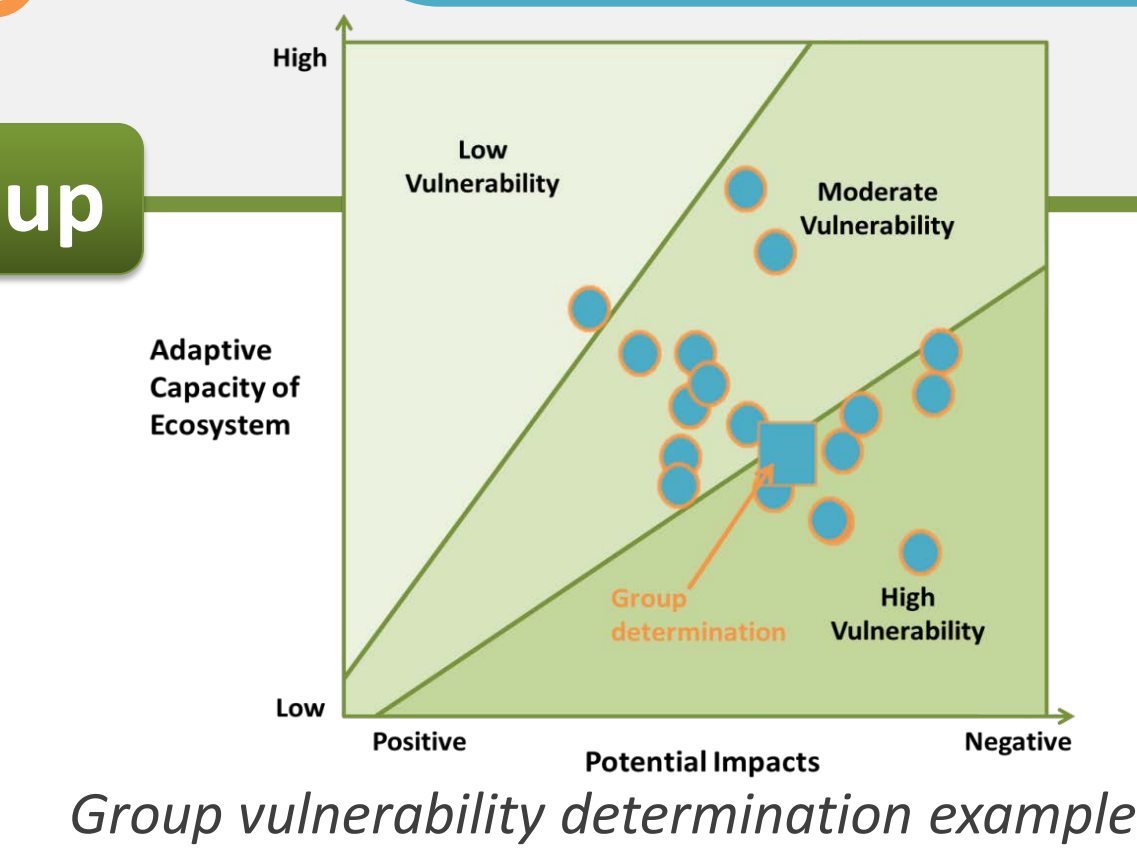 High
Low
Vulnerability
Moderate
Vulnerability
up
Adaptive
Capacity of
Ecosystem
Group
determination
High
Vulnerability
Low
Positive
Negative
Potential Impacts
Group vulnerability determination example